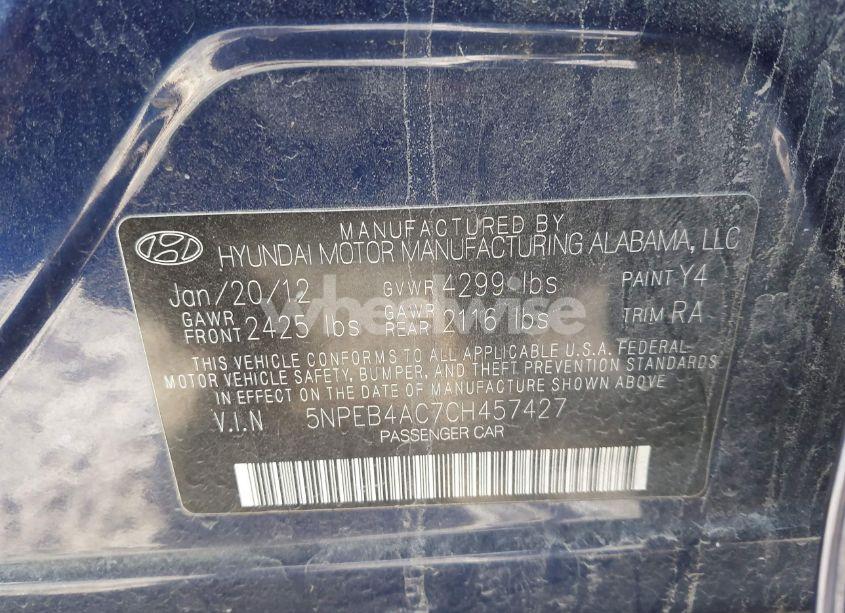 MANUFACTURED BY
HYUNDAI MOTOR MANUFACTURING ALABAMA, LLC
Jan/20/12 GVWR 4299 lbs PAINT Y4
GAWR FRONT 2425 lbs GAWR REAR 2116 lbs TRIM RA
THIS VEHICLE CONFORMS TO ALL APPLICABLE U.S.A. FEDERAL
MOTOR VEHICLE SAFETY, BUMPER, AND THEFT PREVENTION STANDARDS
IN EFFECT ON THE DATE OF MANUFACTURE SHOWN ABOVE.
V.I.N 5NPEB4AC7CH457427
PASSENGER CAR
wheelwise